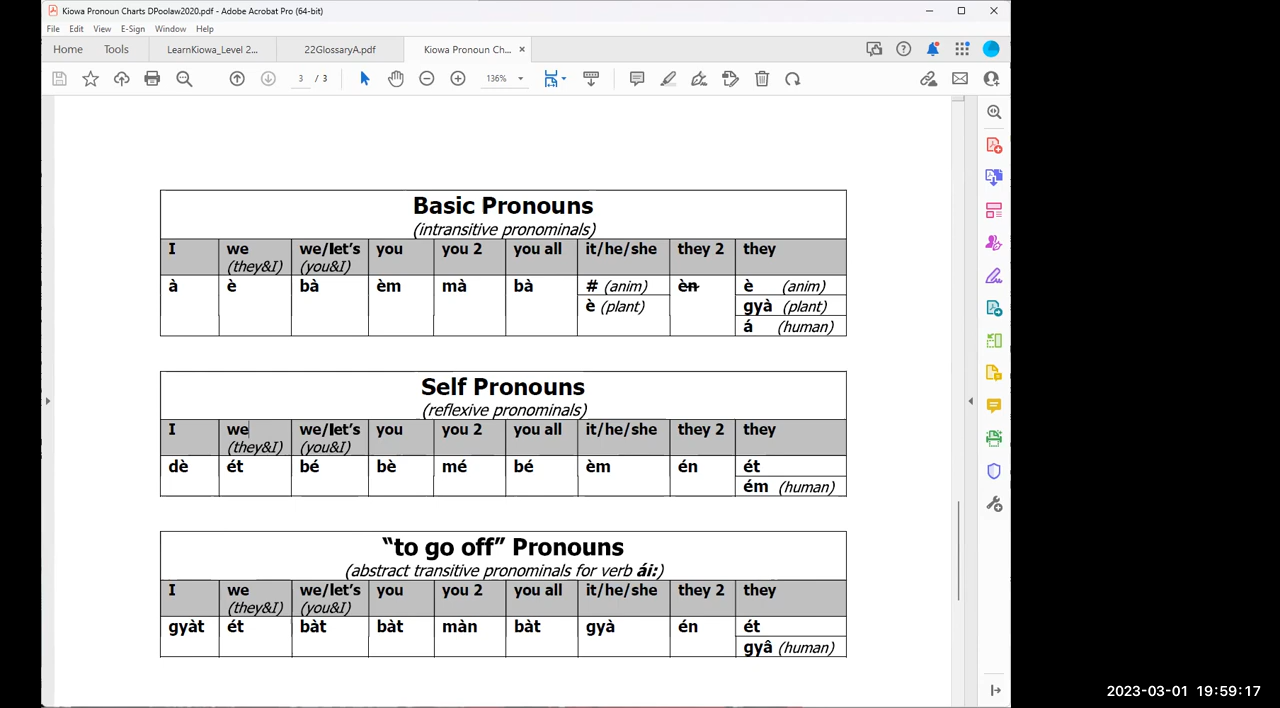 Kiowa Pronoun Charts DPoolaw2020.pdf - Adobe Acrobat Pro (64-bit)
File Edit View E-Sign Window Help
Home Tools LearnKiowa_Level 2... 22GlossaryA.pdf Kiowa Pronoun Ch... ×
3 / 3 136%
Basic Pronouns
(intransitive pronominals)
I we we/let's you you 2 you all it/he/she they 2 they
(they&I) (you&I)
à è bà èm mà bà # (anim) èn è (anim)
è (plant) gyà (plant)
á (human)
Self Pronouns
(reflexive pronominals)
I we we/let's you you 2 you all it/he/she they 2 they
(they&I) (you&I)
dè ét bé bè mé bé èm én ét
ém (human)
“to go off” Pronouns
(abstract transitive pronominals for verb ái:)
I we we/let's you you 2 you all it/he/she they 2 they
(they&I) (you&I)
gyàt ét bàt bàt màn bàt gyà én ét
gyâ (human)
2023-03-01 19:59:17